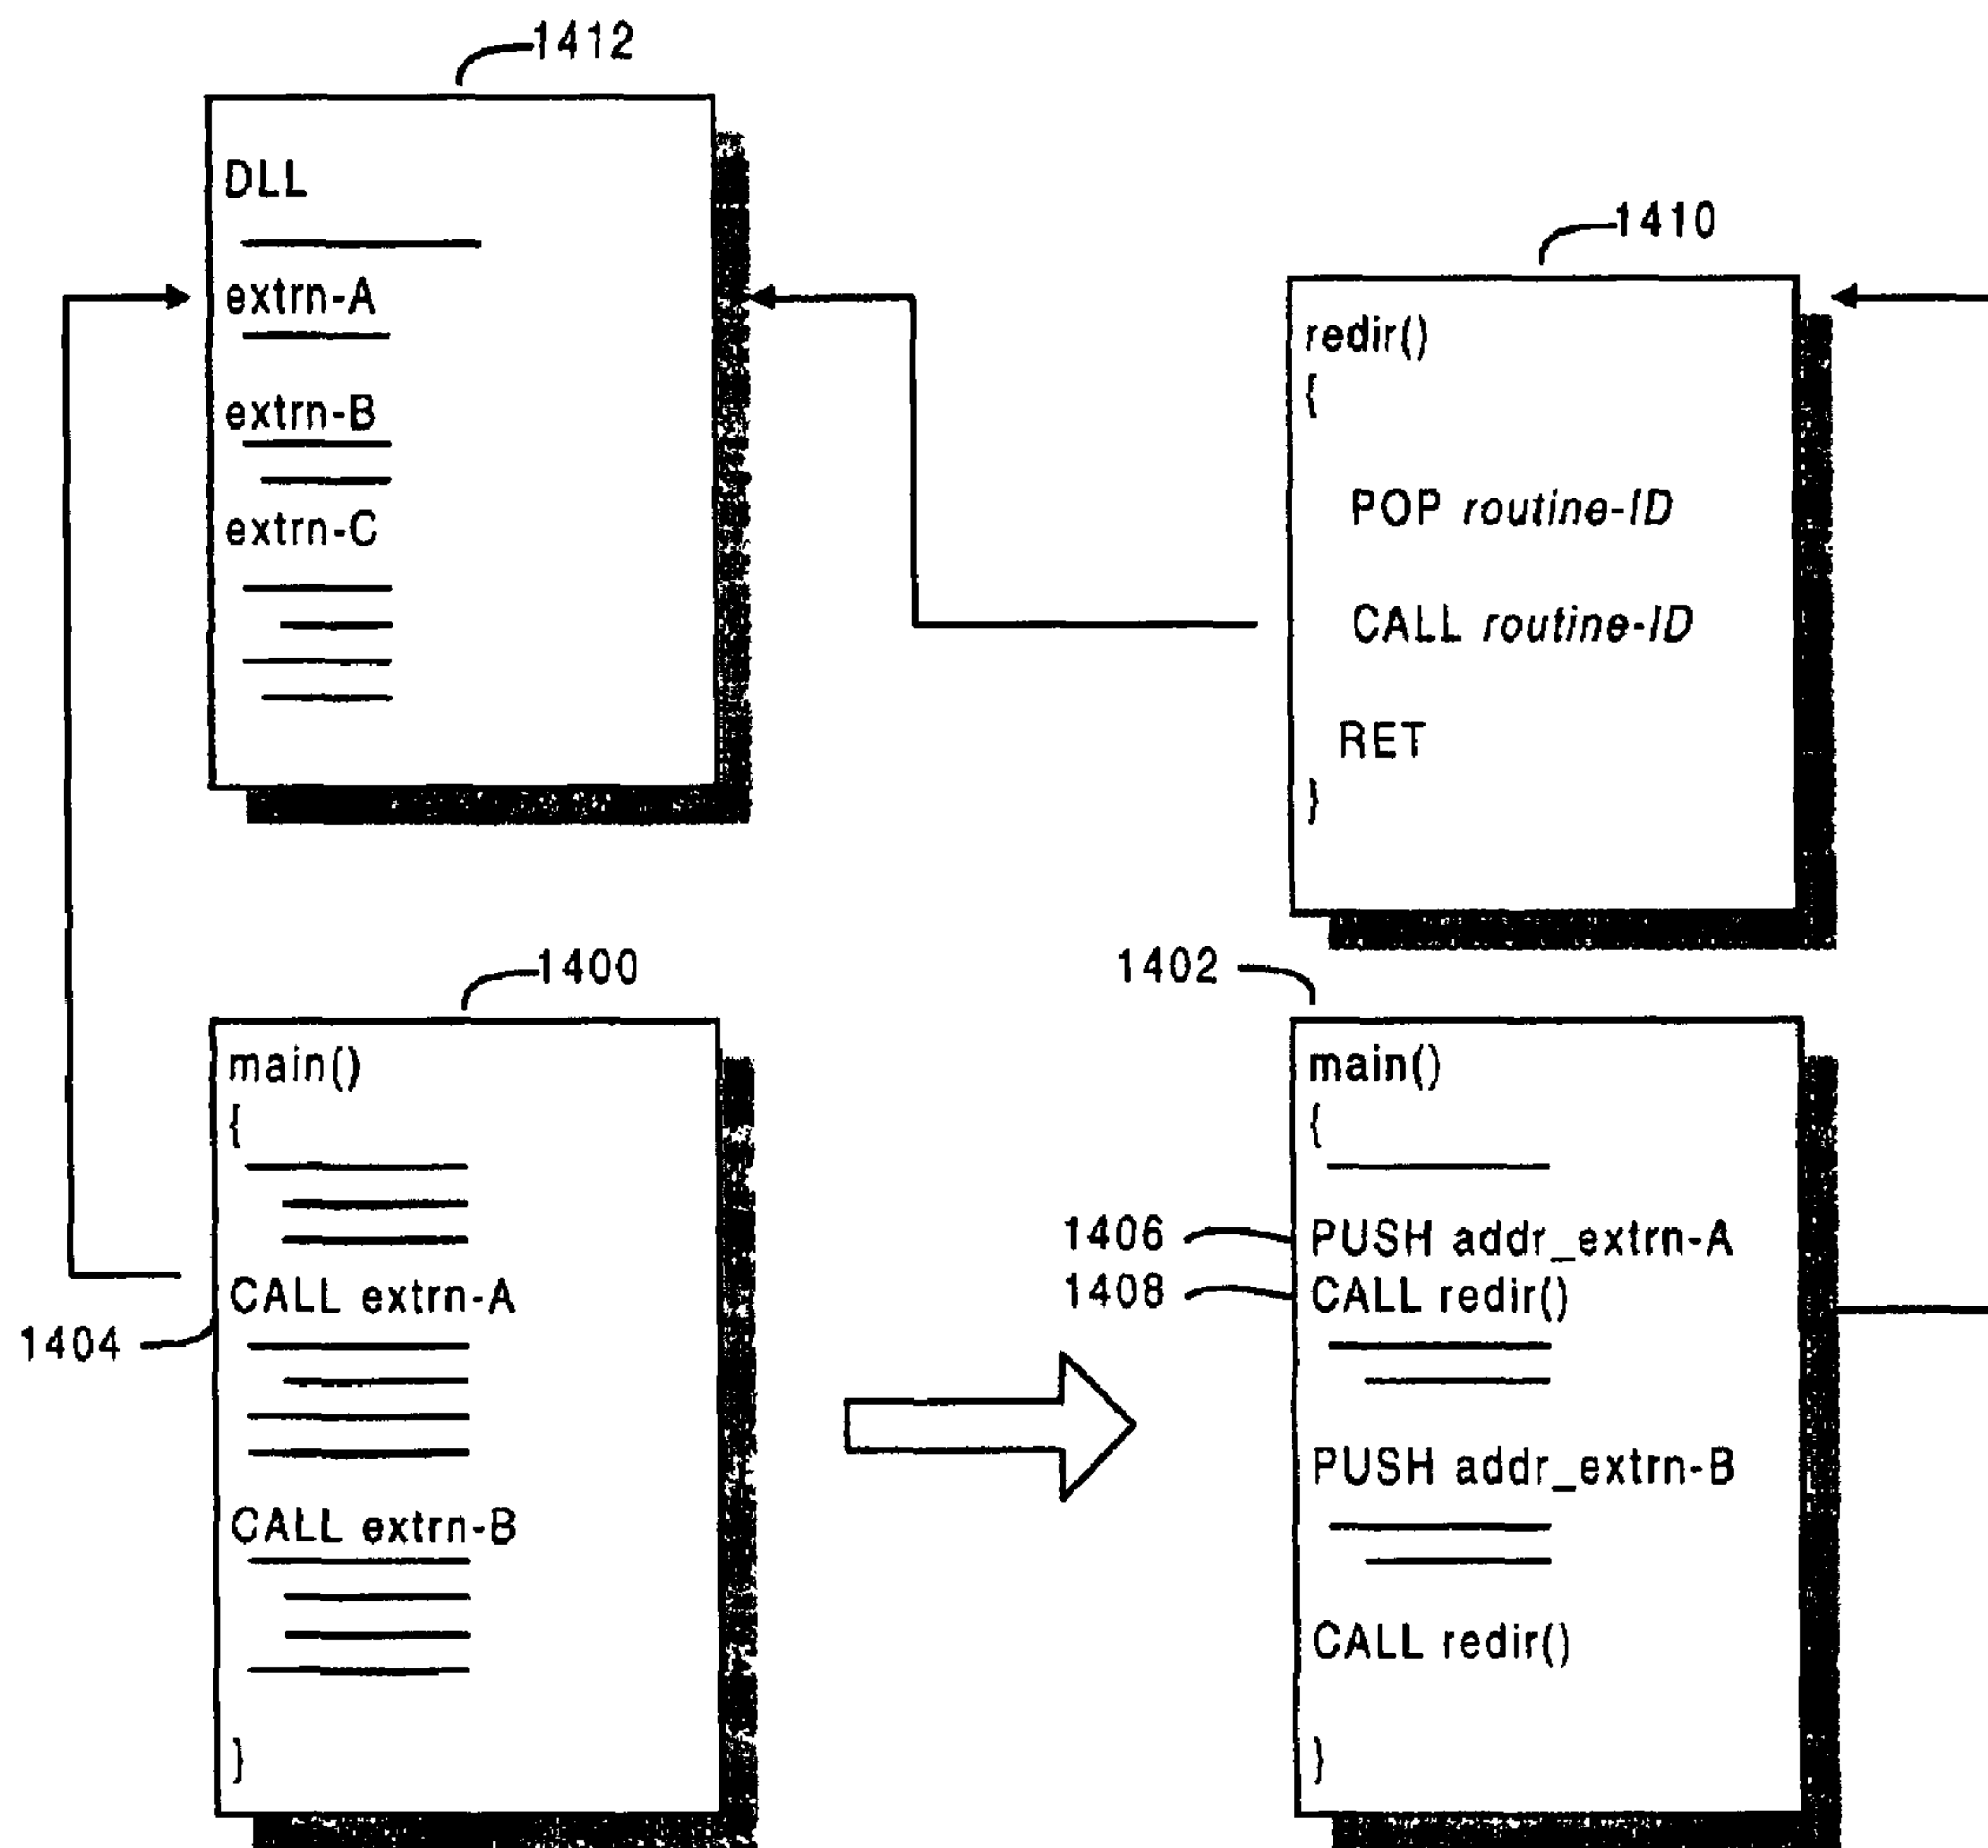 1412
DLL
extrn-A
extrn-B
extrn-C
1410
redir()
{
POP routine-ID
CALL routine-ID
RET
}
1400
main()
{
CALL extrn-A
1404
CALL extrn-B
}
1402
main()
{
1406
PUSH addr_extrn-A
1408
CALL redir()
PUSH addr_extrn-B
CALL redir()
}